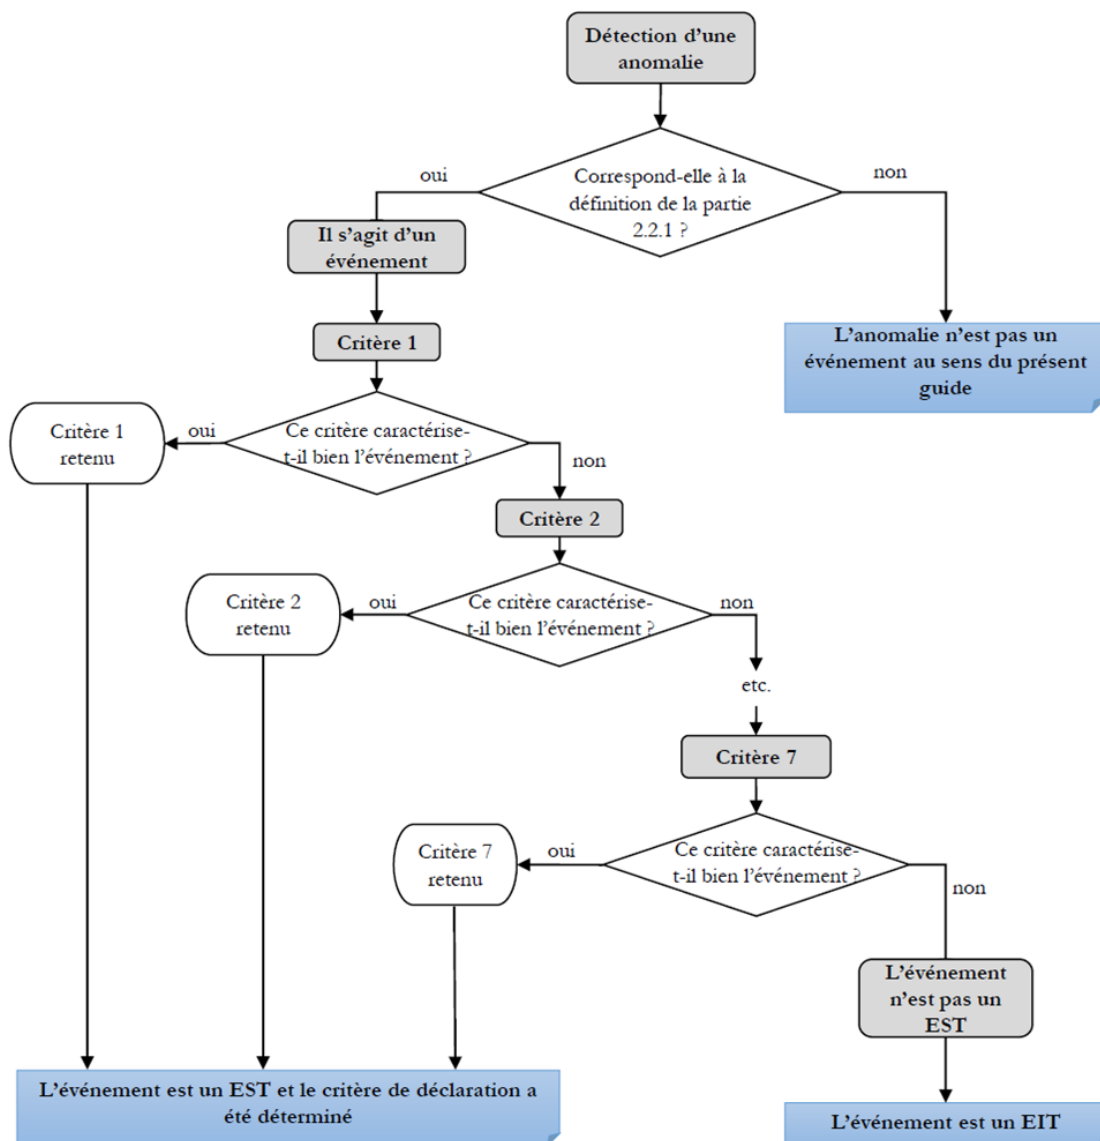 Détection d’une
anomalie
oui
Correspond-elle à la
définition de la partie
2.2.1 ?
non
Il s’agit d’un
événement
Critère 1
L’anomalie n’est pas un
événement au sens du présent
guide
Critère 1
retenu
oui
Ce critère caractérise-
t-il bien l’événement ?
non
Critère 2
Critère 2
retenu
oui
Ce critère caractérise-
t-il bien l’événement ?
non
etc.
Critère 7
Critère 7
retenu
oui
Ce critère caractérise-
t-il bien l’événement ?
non
L’événement
n’est pas un
EST
L’événement est un EST et le critère de déclaration a
été déterminé
L’événement est un EIT